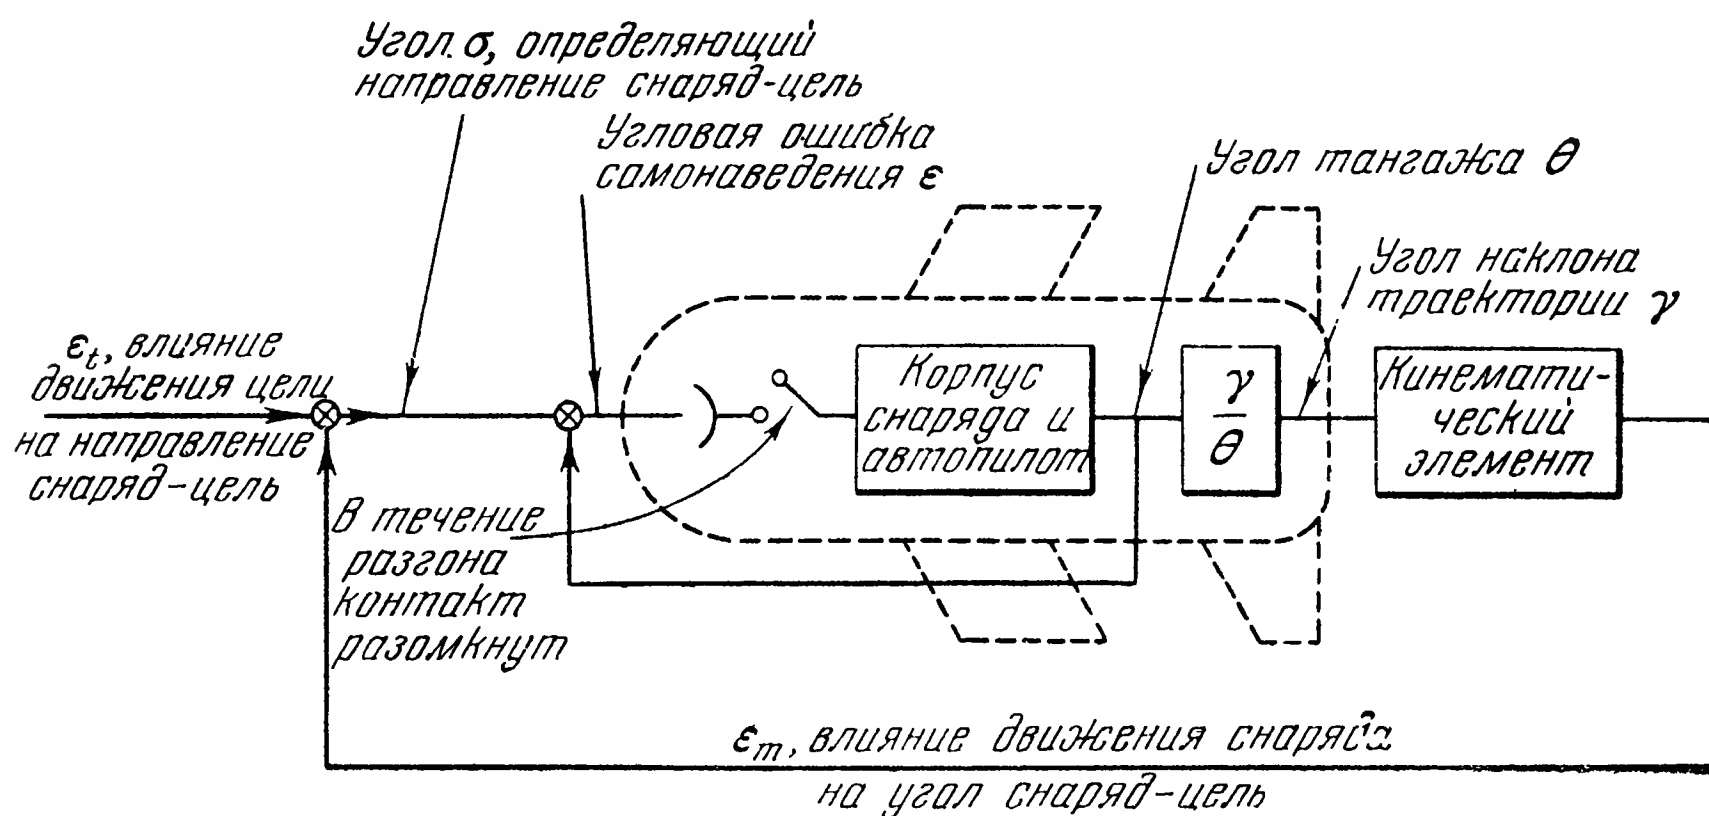 Угол σ, определяющий
направление снаряд-цель
Угловая ошибка
самонаведения ε
Угол тангажа θ
Угол наклона
траектории γ
ε_t, влияние
движения цели
на направление
снаряд-цель
Корпус
снаряда и
автопилот
γ
θ
Кинемати-
ческий
элемент
В течение
разгона
контакт
разомкнут
ε_m, влияние движения снаряда
на угол снаряд-цель